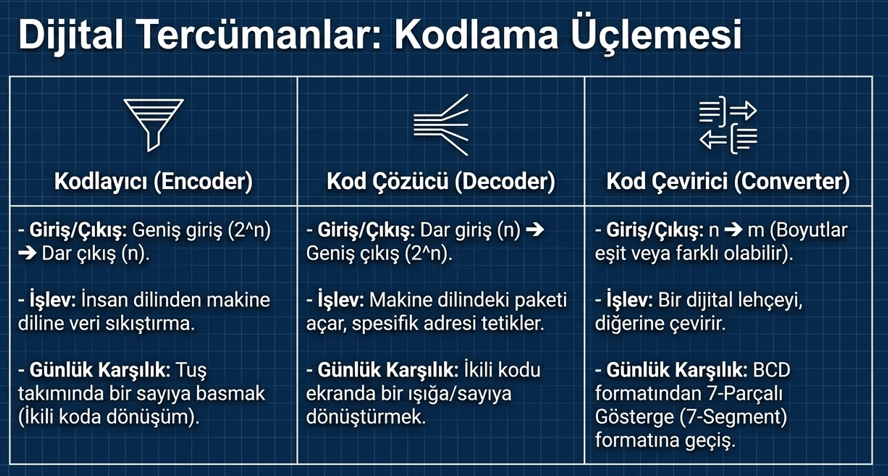 Dijital Tercümanlar: Kodlama Üçlemesi
Kodlayıcı (Encoder)
- Giriş/Çıkış: Geniş giriş (2^n)
➔ Dar çıkış (n).
- İşlev: İnsan dilinden makine
diline veri sıkıştırma.
- Günlük Karşılık: Tuş
takımında bir sayıya basmak
(İkili koda dönüşüm).
Kod Çözücü (Decoder)
- Giriş/Çıkış: Dar giriş (n) ➔
Geniş çıkış (2^n).
- İşlev: Makine dilindeki paketi
açar, spesifik adresi tetikler.
- Günlük Karşılık: İkili kodu
ekranda bir ışığa/sayıya
dönüştürmek.
Kod Çevirici (Converter)
- Giriş/Çıkış: n ➔ m (Boyutlar
eşit veya farklı olabilir).
- İşlev: Bir dijital lehçeyi,
diğerine çevirir.
- Günlük Karşılık: BCD
formatından 7-Parçalı
Gösterge (7-Segment)
formatına geçiş.